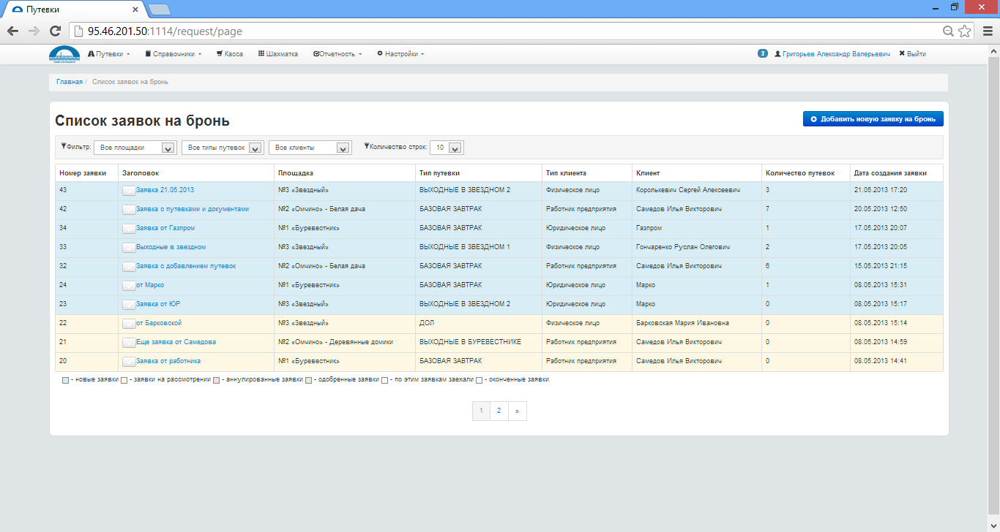 Путевки
95.46.201.50:1114/request/page
Путевки Справочники Касса Шахматка Отчетность Настройки 2 Григорьев Александр Валерьевич Выйти
Главная / Список заявок на бронь
Список заявок на бронь
Добавить новую заявку на бронь
Фильтр: Все площадки Все типы путевок Все клиенты Количество строк: 10
Номер заявки Заголовок Площадка Тип путевки Тип клиента Клиент Количество путевок Дата создания заявки
43 Заявка 21.05.2013 №3 «Звездный» ВЫХОДНЫЕ В ЗВЕЗДНОМ 2 Физическое лицо Королькевич Сергей Алексеевич 3 21.05.2013 17:20
42 Заявка с путевками и документами №2 «Омчино» - Белая дача БАЗОВАЯ ЗАВТРАК Работник предприятия Самедов Илья Викторович 7 20.05.2013 12:50
34 Заявка от Газпром №1 «Буревестник» БАЗОВАЯ ЗАВТРАК Юридическое лицо Газпром 1 17.05.2013 20:07
33 Выходные в звездном №3 «Звездный» ВЫХОДНЫЕ В ЗВЕЗДНОМ 1 Физическое лицо Гончаренко Руслан Олегович 2 17.05.2013 20:05
32 Заявка с добавлением путевок №2 «Омчино» - Белая дача БАЗОВАЯ ЗАВТРАК Работник предприятия Самедов Илья Викторович 6 15.05.2013 21:15
24 от Марко №1 «Буревестник» БАЗОВАЯ ЗАВТРАК Юридическое лицо Марко 1 08.05.2013 15:31
23 Заявка от ЮР №3 «Звездный» ВЫХОДНЫЕ В ЗВЕЗДНОМ 2 Юридическое лицо Марко 0 08.05.2013 15:17
22 от Барковской №3 «Звездный» ДОЛ Физическое лицо Барковская Мария Ивановна 0 08.05.2013 15:14
21 Еще заявка от Самедова №2 «Омчино» - Деревянные домики ВЫХОДНЫЕ В БУРЕВЕСТНИКЕ Работник предприятия Самедов Илья Викторович 0 08.05.2013 14:59
20 Заявка от работника №1 «Буревестник» БАЗОВАЯ ЗАВТРАК Работник предприятия Самедов Илья Викторович 0 08.05.2013 14:41
- новые заявки - заявки на рассмотрении - аннулированные заявки - одобренные заявки - по этим заявкам заехали - оконченные заявки
1 2 »